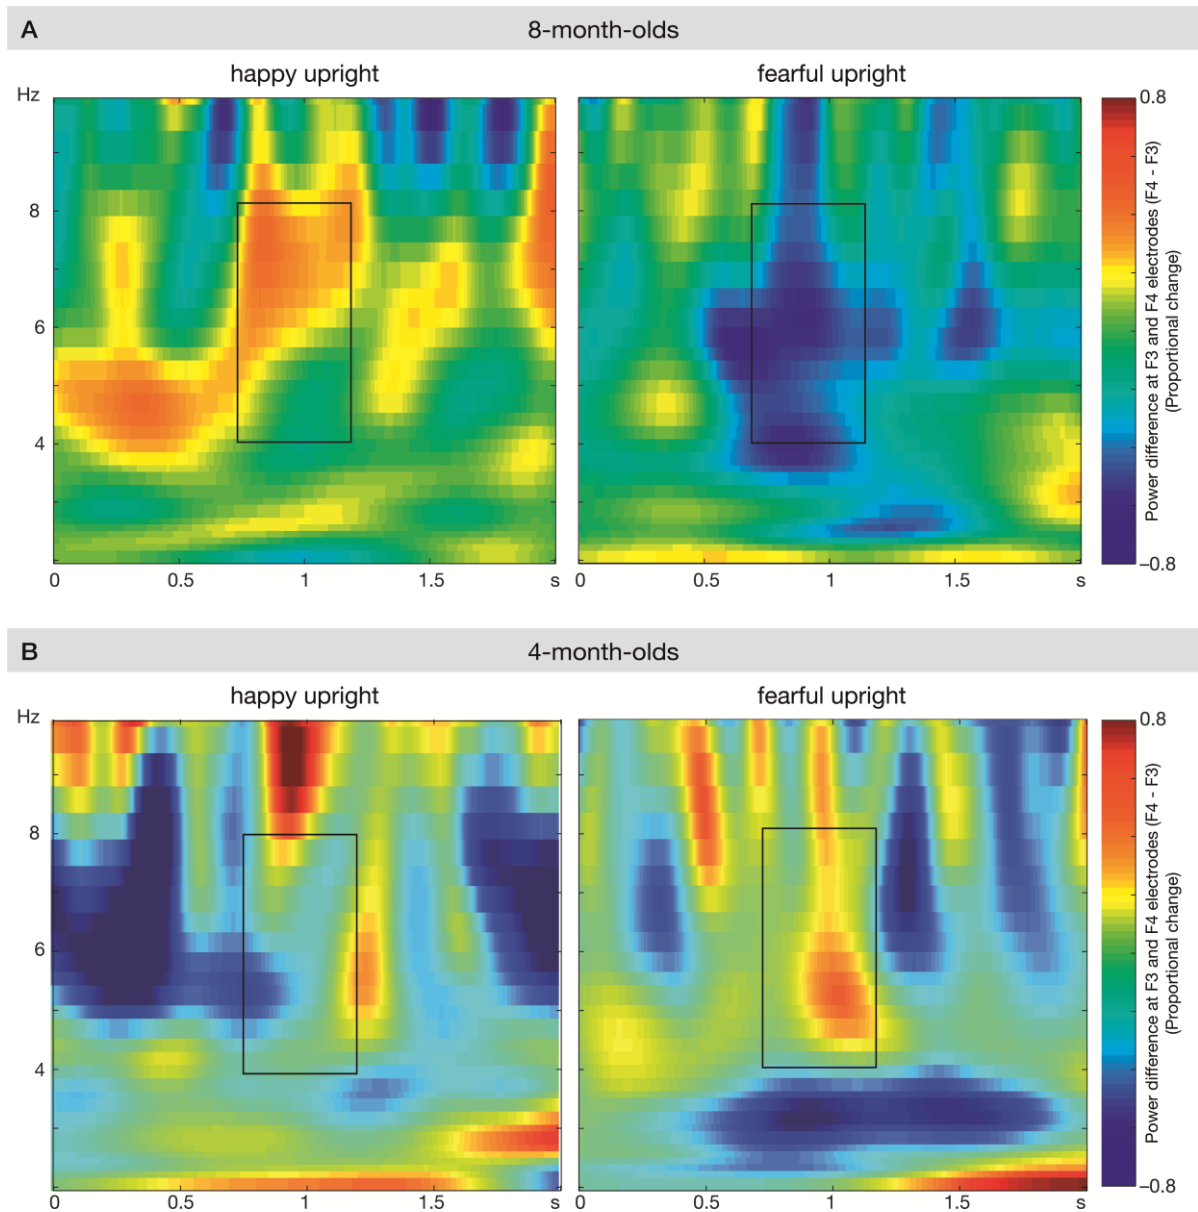 A
8-month-olds
happy upright
fearful upright
Hz
8
6
4
0
0.5
1
1.5
s
0
0.5
1
1.5
s
0.8
–0.8
Power difference at F3 and F4 electrodes (F4 - F3)
(Proportional change)
B
4-month-olds
happy upright
fearful upright
Hz
8
6
4
0
0.5
1
1.5
s
0
0.5
1
1.5
s
0.8
-0.8
Power difference at F3 and F4 electrodes (F4 - F3)
(Proportional change)